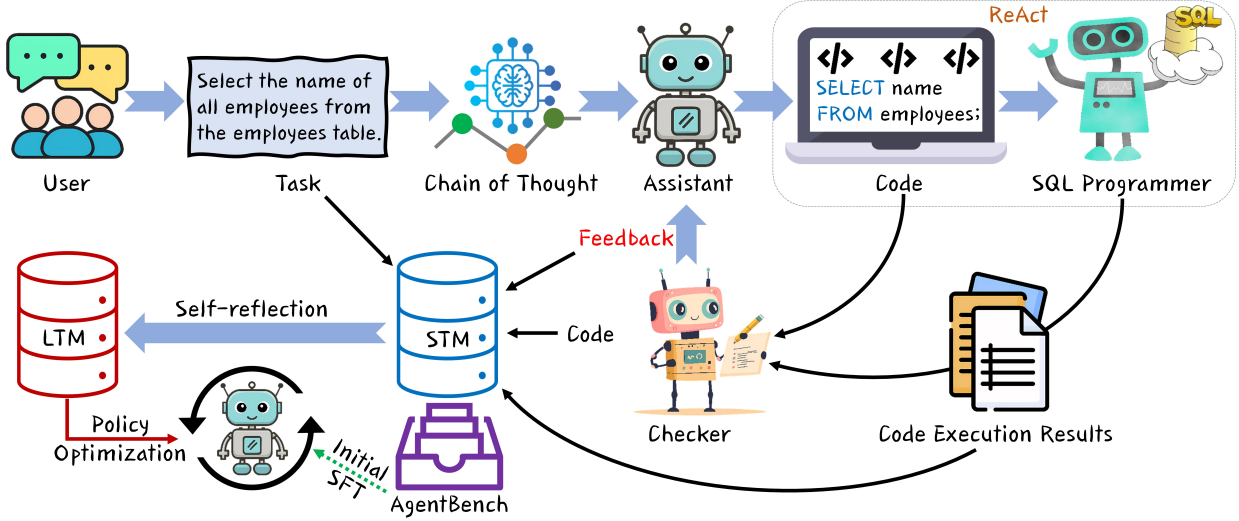 ReAct
SQL
Select the name of
all employees from
the employees table.
SELECT name
FROM employees;
User
Task
Chain of Thought
Assistant
Code
SQL Programmer
Feedback
Self-reflection
LTM
STM
Code
Policy
Optimization
Initial
SFT
AgentBench
Checker
Code Execution Results